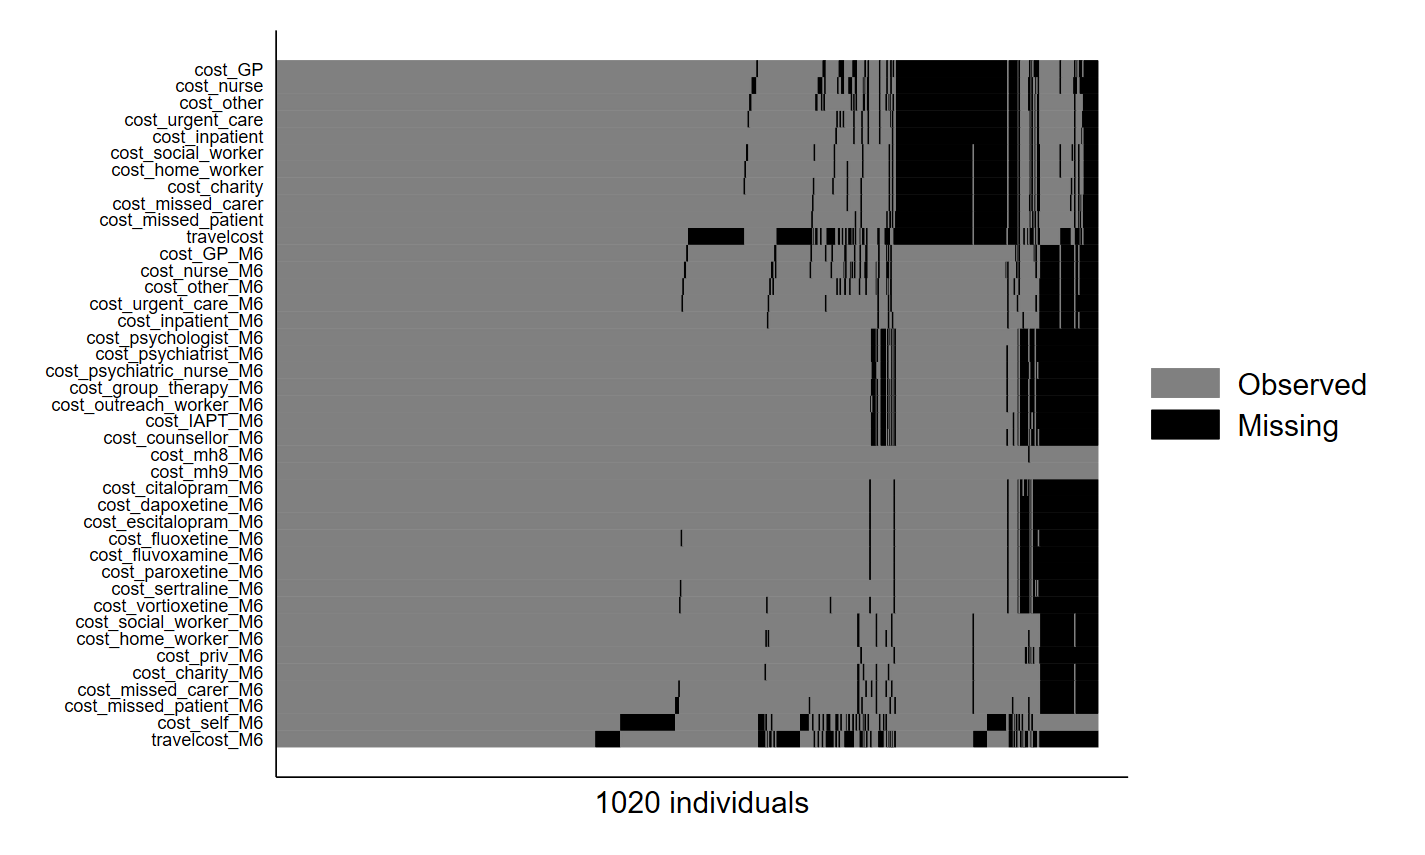 cost_GP
cost_nurse
cost_other
cost_urgent_care
cost_inpatient
cost_social_worker
cost_home_worker
cost_charity
cost_missed_carer
cost_missed_patient
travelcost
cost_GP_M6
cost_nurse_M6
cost_other_M6
cost_urgent_care_M6
cost_inpatient_M6
cost_psychologist_M6
cost_psychiatrist_M6
cost_psychiatric_nurse_M6
cost_group_therapy_M6
cost_outreach_worker_M6
cost_IAPT_M6
cost_counsellor_M6
cost_mh8_M6
cost_mh9_M6
cost_citalopram_M6
cost_dapoxetine_M6
cost_escitalopram_M6
cost_fluoxetine_M6
cost_fluvoxamine_M6
cost_paroxetine_M6
cost_sertraline_M6
cost_vortioxetine_M6
cost_social_worker_M6
cost_home_worker_M6
cost_priv_M6
cost_charity_M6
cost_missed_carer_M6
cost_missed_patient_M6
cost_self_M6
travelcost_M6
1020 individuals
Observed
Missing